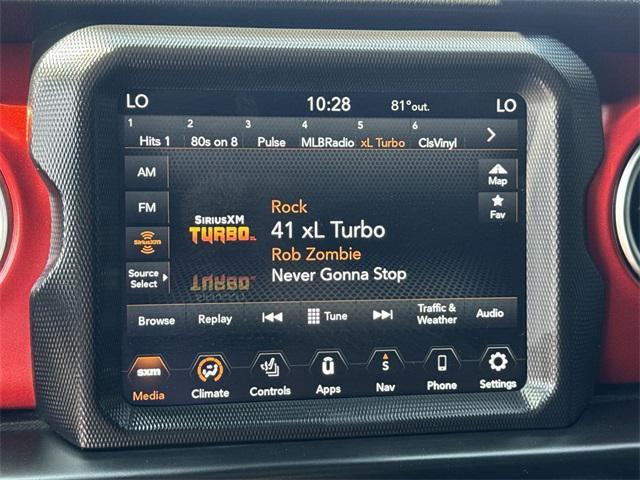 LO 10:28 81°out. LO
1 2 3 4 5 6
Hits 1 80s on 8 Pulse MLBRadio xL Turbo ClsVinyl
AM
Map
FM
Fav
SiriusXM
TURBO
Rock
41 xL Turbo
Rob Zombie
Never Gonna Stop
SiriusXM
Source
Select
Browse Replay Tune Traffic &
Weather Audio
sxm
Media Climate Controls Apps S
Nav Phone Settings